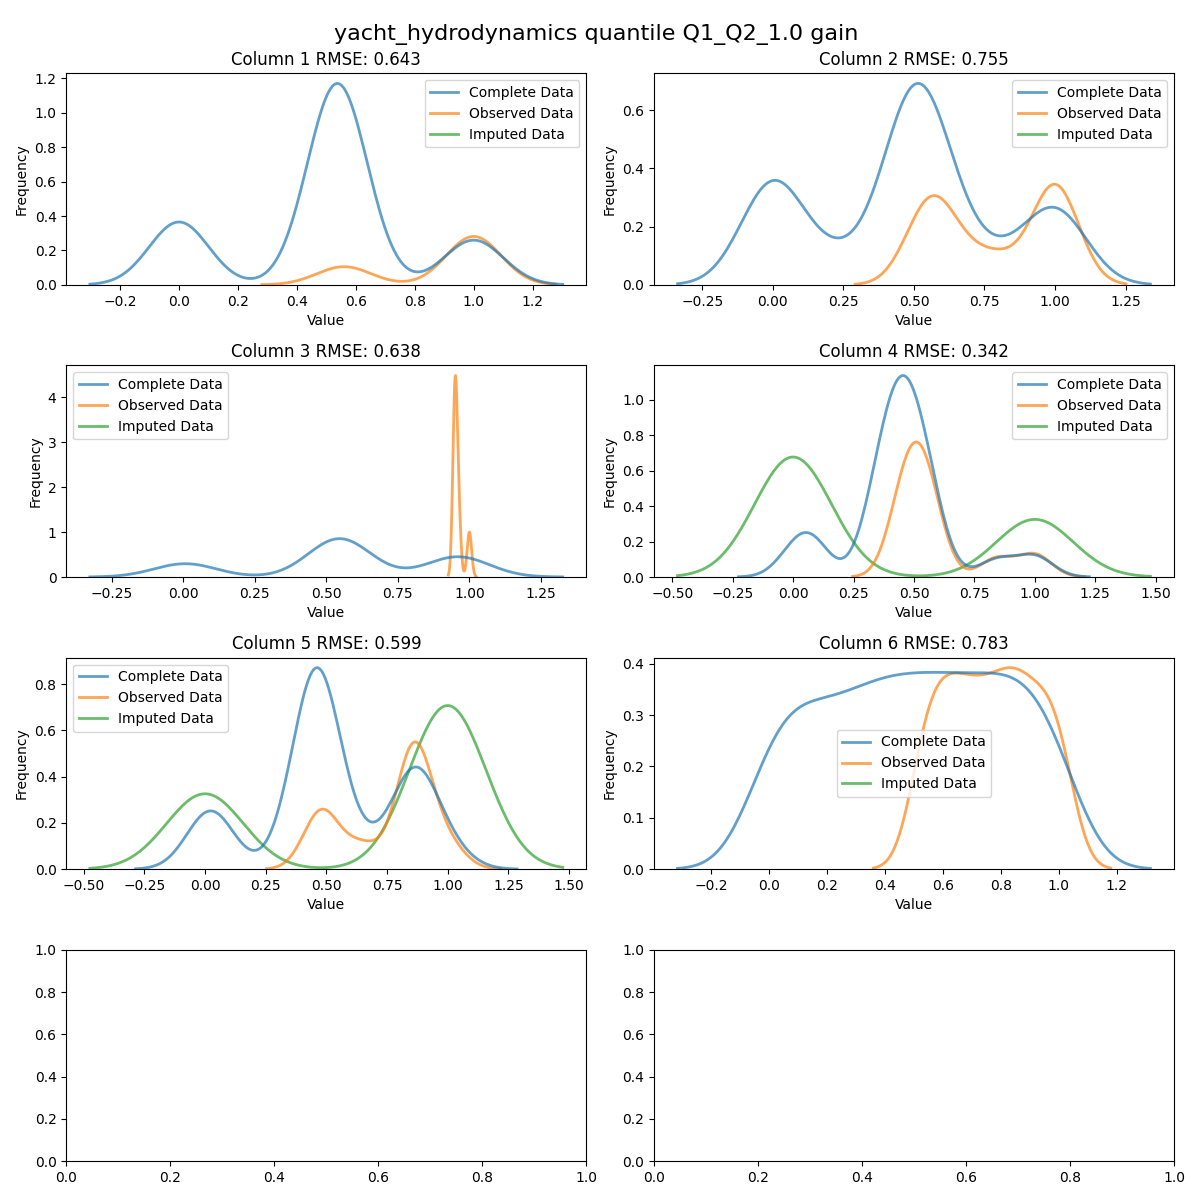 yacht_hydrodynamics quantile Q1_Q2_1.0 gain
Column 1 RMSE: 0.643
Frequency
1.2
1.0
0.8
0.6
0.4
0.2
0.0
Complete Data
Observed Data
Imputed Data
−0.2 0.0 0.2 0.4 0.6 0.8 1.0 1.2
Value
Column 2 RMSE: 0.755
Frequency
0.6
0.4
0.2
0.0
Complete Data
Observed Data
Imputed Data
−0.25 0.00 0.25 0.50 0.75 1.00 1.25
Value
Column 3 RMSE: 0.638
Frequency
4
3
2
1
0
Complete Data
Observed Data
Imputed Data
−0.25 0.00 0.25 0.50 0.75 1.00 1.25
Value
Column 4 RMSE: 0.342
Frequency
1.0
0.8
0.6
0.4
0.2
0.0
Complete Data
Observed Data
Imputed Data
−0.50 −0.25 0.00 0.25 0.50 0.75 1.00 1.25 1.50
Value
Column 5 RMSE: 0.599
Frequency
0.8
0.6
0.4
0.2
0.0
Complete Data
Observed Data
Imputed Data
−0.50 −0.25 0.00 0.25 0.50 0.75 1.00 1.25 1.50
Value
Column 6 RMSE: 0.783
Frequency
0.4
0.3
0.2
0.1
0.0
Complete Data
Observed Data
Imputed Data
−0.2 0.0 0.2 0.4 0.6 0.8 1.0 1.2
Value
1.0
0.8
0.6
0.4
0.2
0.0
0.0 0.2 0.4 0.6 0.8 1.0
1.0
0.8
0.6
0.4
0.2
0.0
0.0 0.2 0.4 0.6 0.8 1.0